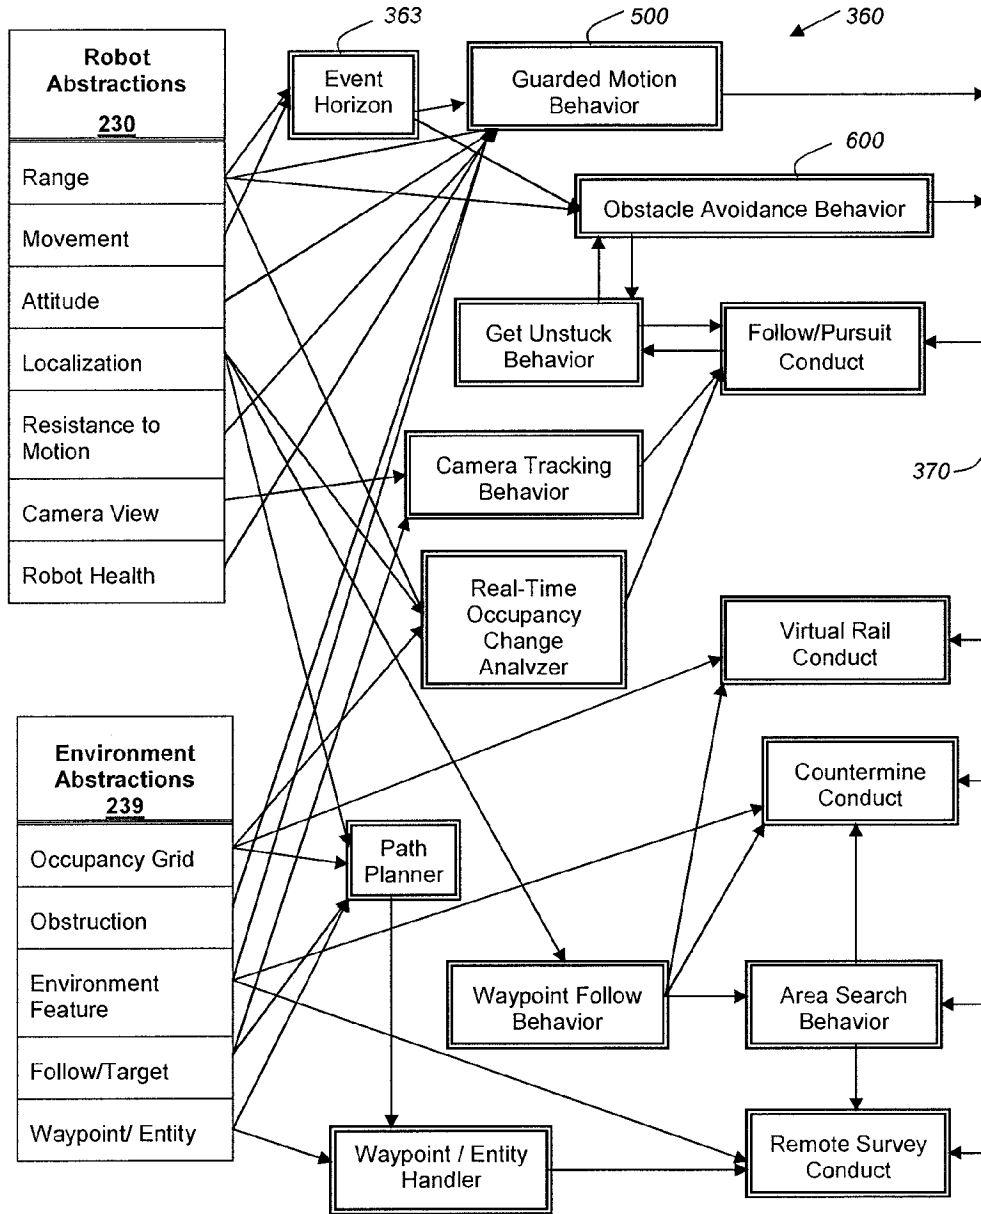 363
500
360
Robot
Abstractions
230
Event
Horizon
Guarded Motion
Behavior
600
Range
Obstacle Avoidance Behavior
Movement
Attitude
Get Unstuck
Behavior
Follow/Pursuit
Conduct
Localization
Resistance to
Motion
Camera Tracking
Behavior
370
Camera View
Robot Health
Real-Time
Occupancy
Change
Analvzer
Virtual Rail
Conduct
Environment
Abstractions
239
Countermine
Conduct
Occupancy Grid
Path
Planner
Obstruction
Environment
Feature
Waypoint Follow
Behavior
Area Search
Behavior
Follow/Target
Waypoint/ Entity
Waypoint / Entity
Handler
Remote Survey
Conduct